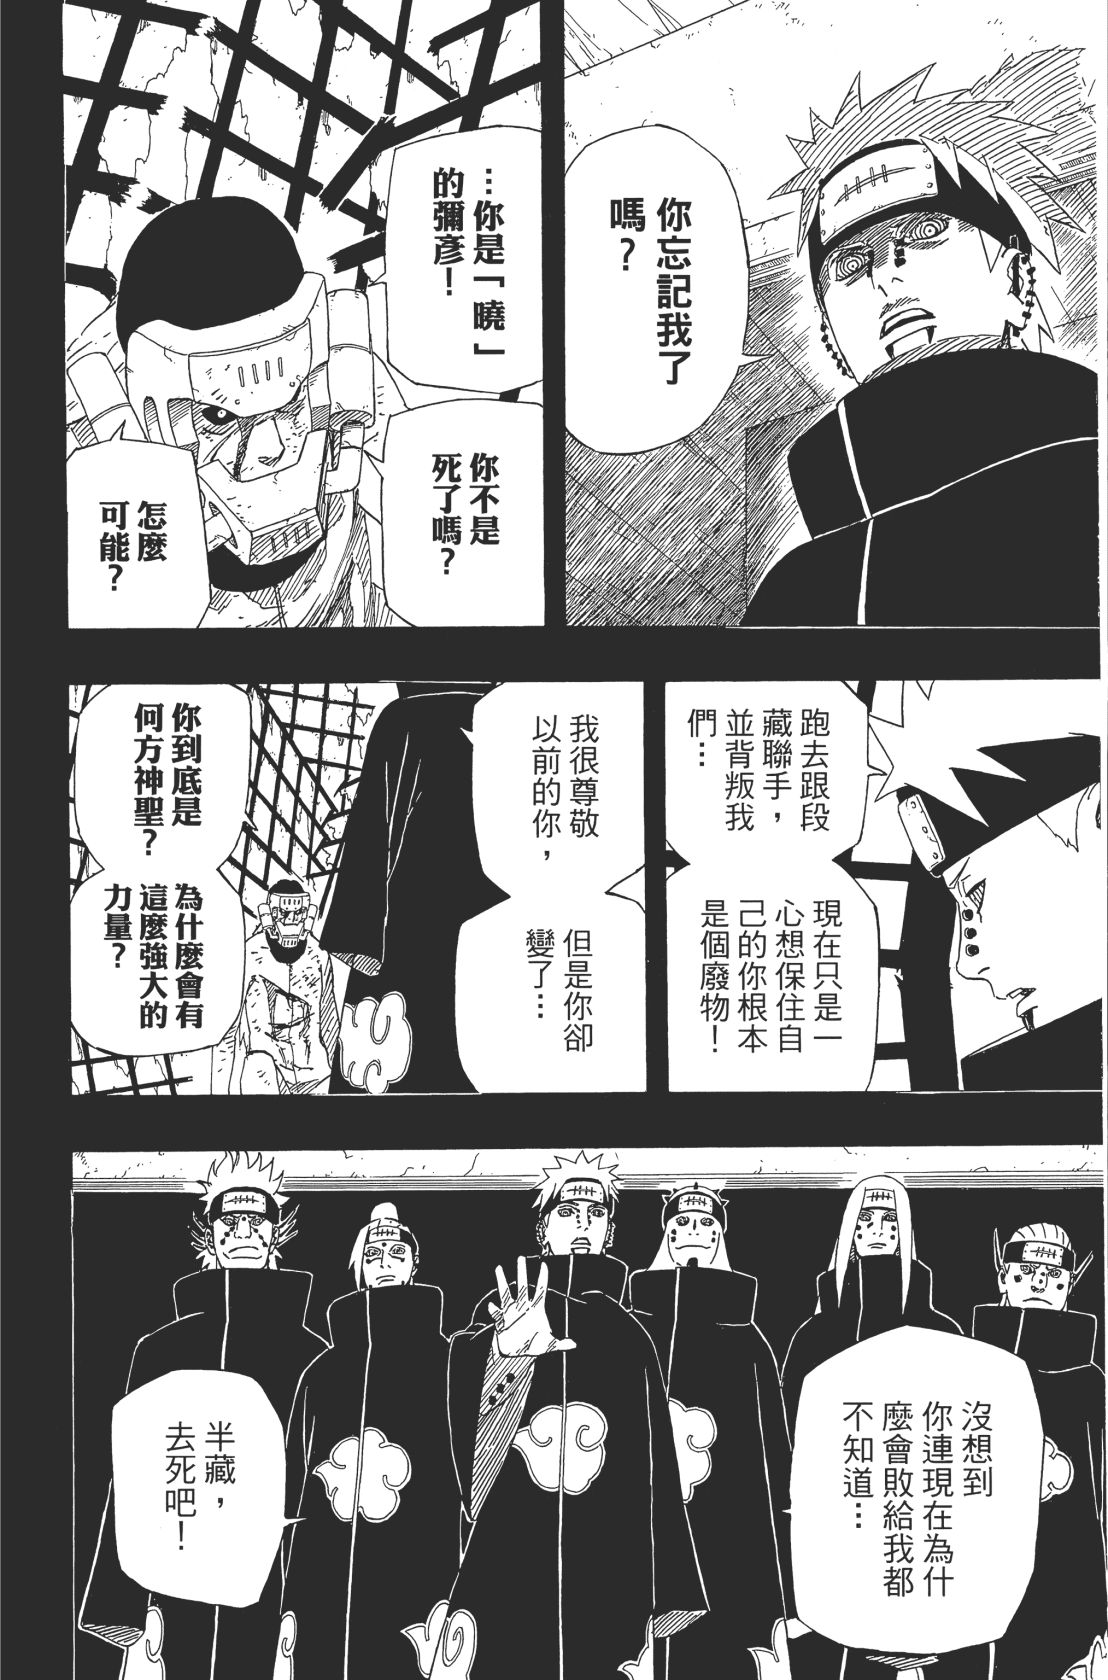 你忘記我了
嗎？
…你是「曉」
的彌彥！
你不是
死了嗎？
怎麼
可能？
跑去跟段
藏聯手，
並背叛我
們…
現在只是一
心想保住自
己的你根本
是個廢物！
我很尊敬
以前的你，
但是你卻
變了…
你到底是
何方神聖？
為什麼會有
這麼強大的
力量？
沒想到
你連現在為什
麼會敗給我都
不知道…
半藏，
去死吧！